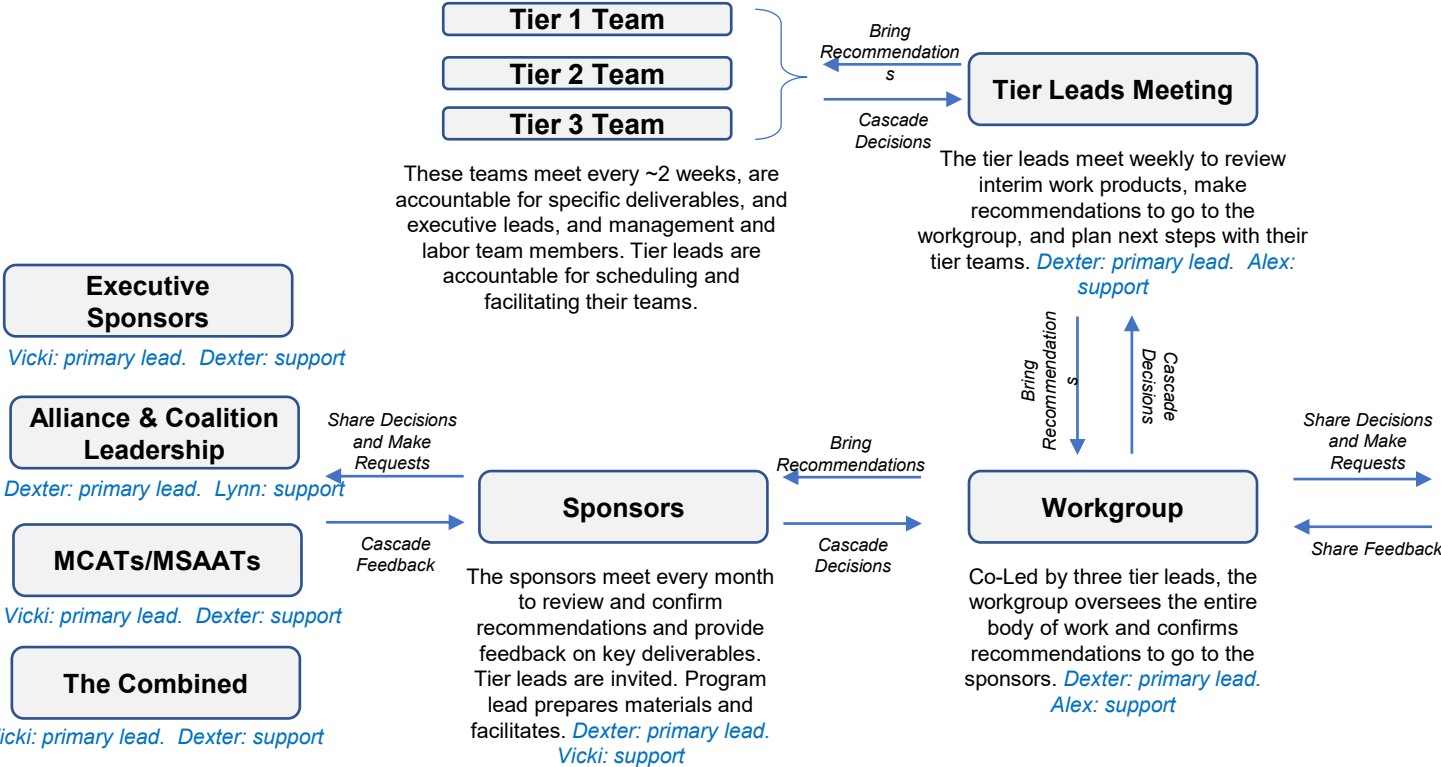 Tier 1 Team
Tier 2 Team
Tier 3 Team
These teams meet every ~2 weeks, are
accountable for specific deliverables, and
executive leads, and management and
labor team members. Tier leads are
accountable for scheduling and
facilitating their teams.
Bring
Recommendation
s
Cascade
Decisions
Tier Leads Meeting
The tier leads meet weekly to review
interim work products, make
recommendations to go to the
workgroup, and plan next steps with their
tier teams. Dexter: primary lead. Alex:
support
Executive
Sponsors
Vicki: primary lead. Dexter: support
Alliance & Coalition
Leadership
Dexter: primary lead. Lynn: support
MCATs/MSAATs
Vicki: primary lead. Dexter: support
The Combined
icki: primary lead. Dexter: support
Share Decisions
and Make
Requests
Cascade
Feedback
Sponsors
The sponsors meet every month
to review and confirm
recommendations and provide
feedback on key deliverables.
Tier leads are invited. Program
lead prepares materials and
facilitates. Dexter: primary lead.
Vicki: support
Bring
Recommendations
Cascade
Decisions
Bring
Recommendation
s
Cascade
Decisions
Workgroup
Co-Led by three tier leads, the
workgroup oversees the entire
body of work and confirms
recommendations to go to the
sponsors. Dexter: primary lead.
Alex: support
Share Decisions
and Make
Requests
Share Feedback